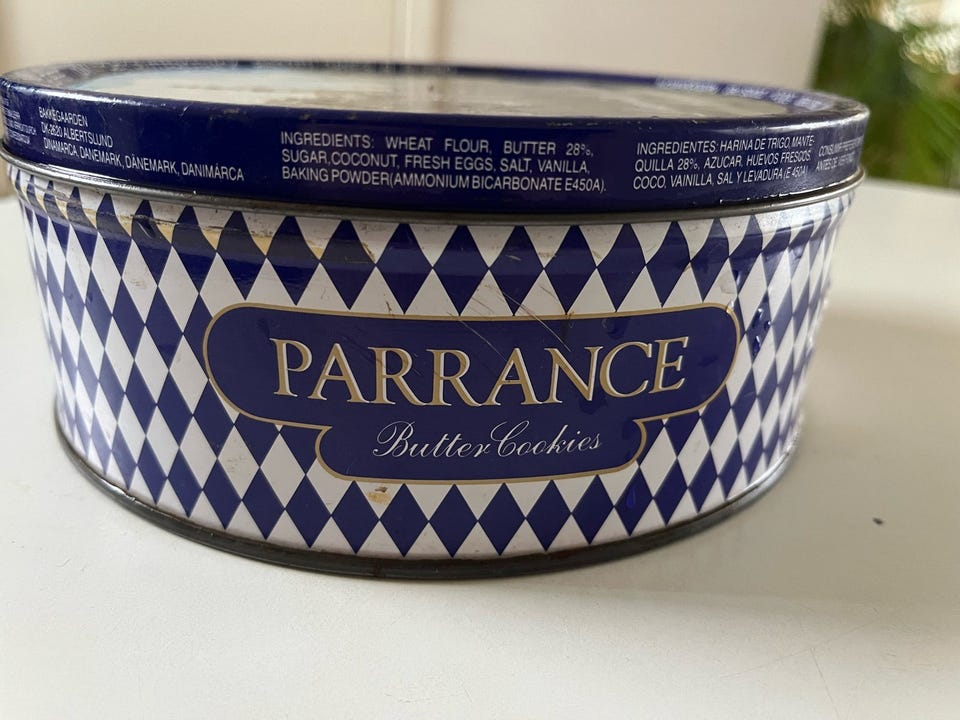 BAKKEGAARDEN
DK-2620 ALBERTSLUND
DINAMARCA, DANEMARK, DÄNEMARK, DANIMÁRCA
INGREDIENTS: WHEAT FLOUR, BUTTER 28%,
SUGAR,COCONUT, FRESH EGGS, SALT, VANILLA,
BAKING POWDER(AMMONIUM BICARBONATE E450A).
INGREDIENTES: HARINA DE TRIGO, MANTE-
QUILLA 28%, AZUCAR, HUEVOS FRESCOS
COCO, VAINILLA, SAL Y LEVADURA (E 450A)
PARRANCE
Butter Cookies